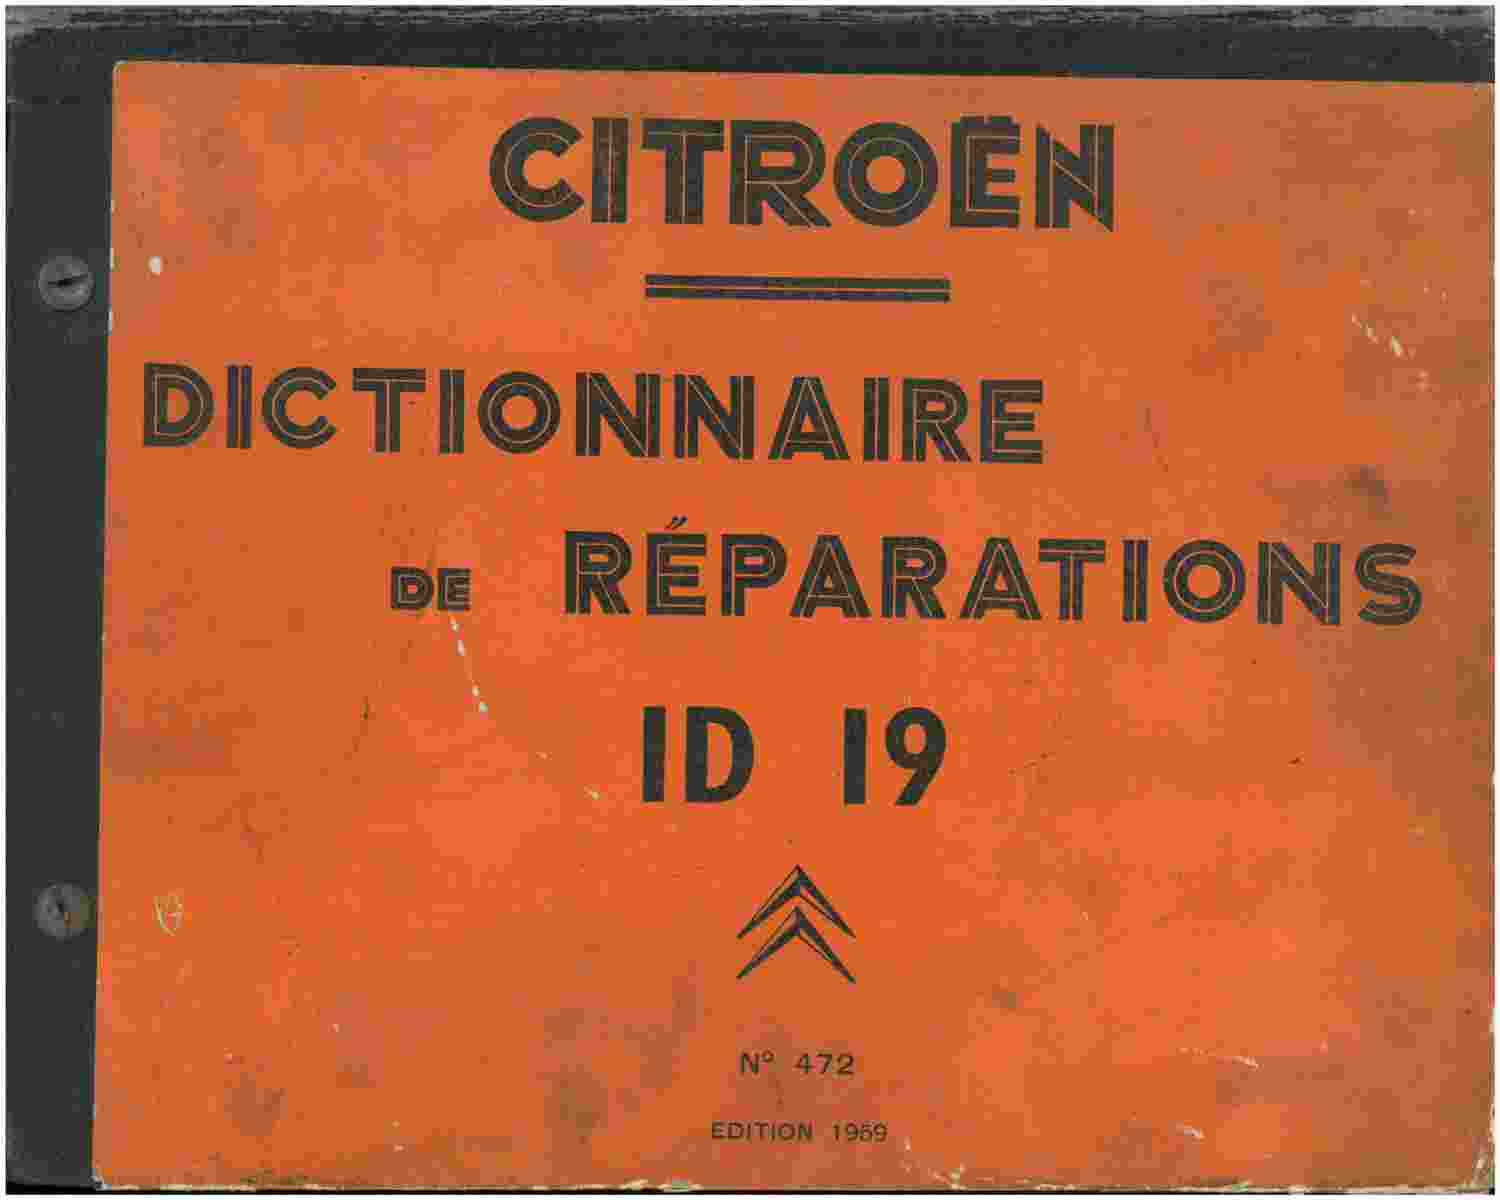 CITROËN
DICTIONNAIRE
DE RÉPARATIONS
ID 19
Nº 472
EDITION 1959